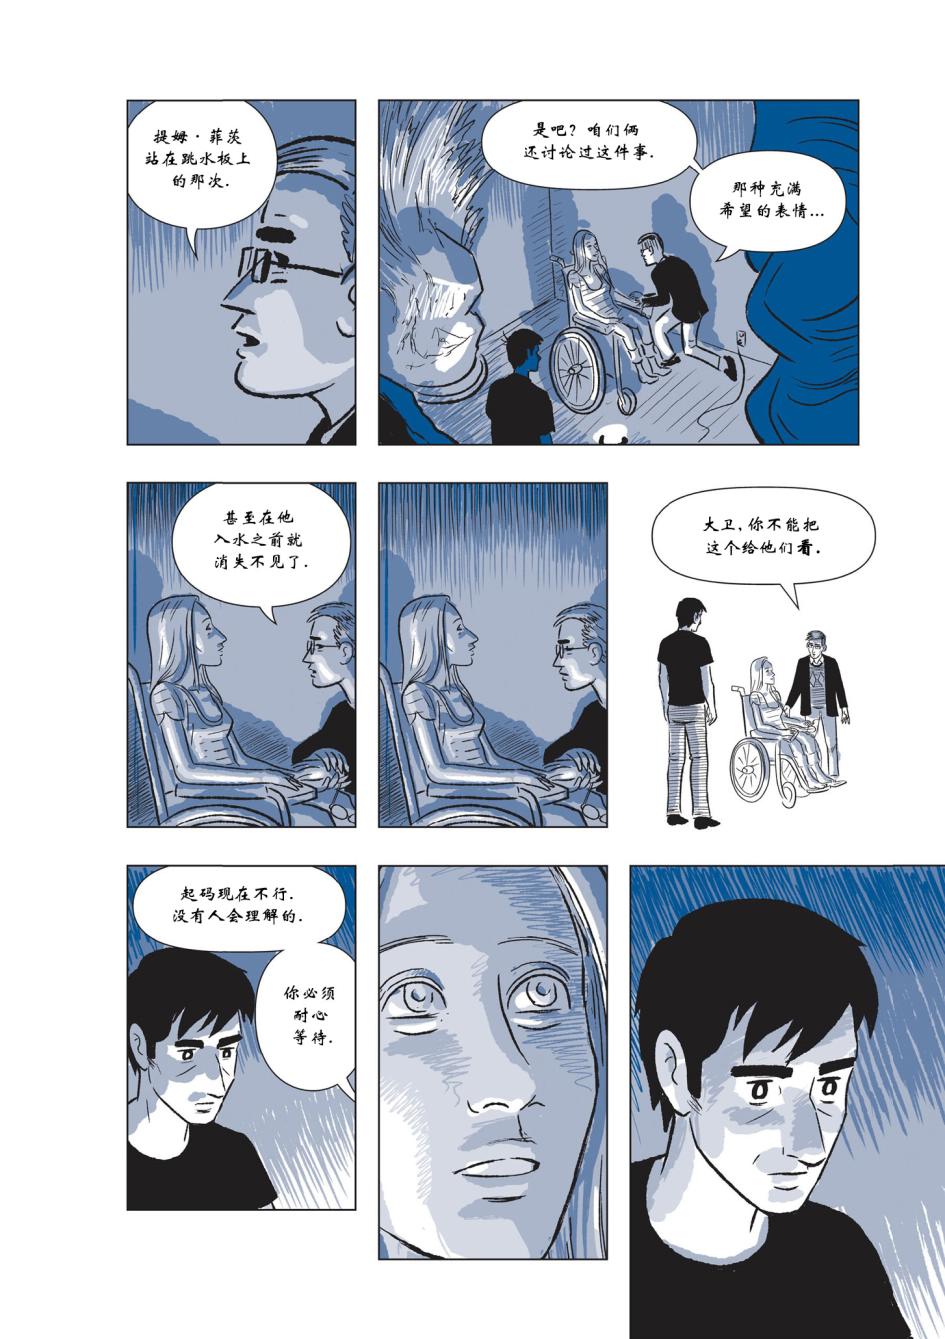 提姆·菲茨
站在跳水板上
的那次.
是吧? 咱们俩
还讨论过这件事.
那种充满
希望的表情...
甚至在他
入水之前就
消失不见了.
大卫,你不能把
这个给他们看.
起码现在不行.
没有人会理解的.
你必须
耐心
等待.